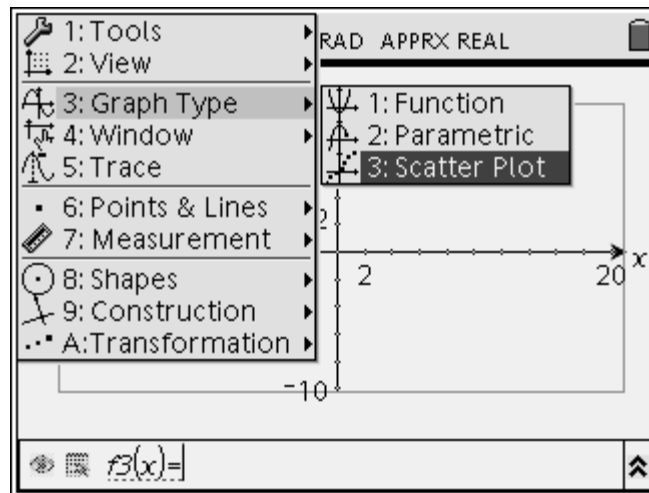 1: Tools
RAD APPRX REAL
2: View
3: Graph Type
1: Function
4: Window
2: Parametric
5: Trace
3: Scatter Plot
6: Points & Lines
7: Measurement
2
x
8: Shapes
2
20
9: Construction
A: Transformation
-10
f3(x)=